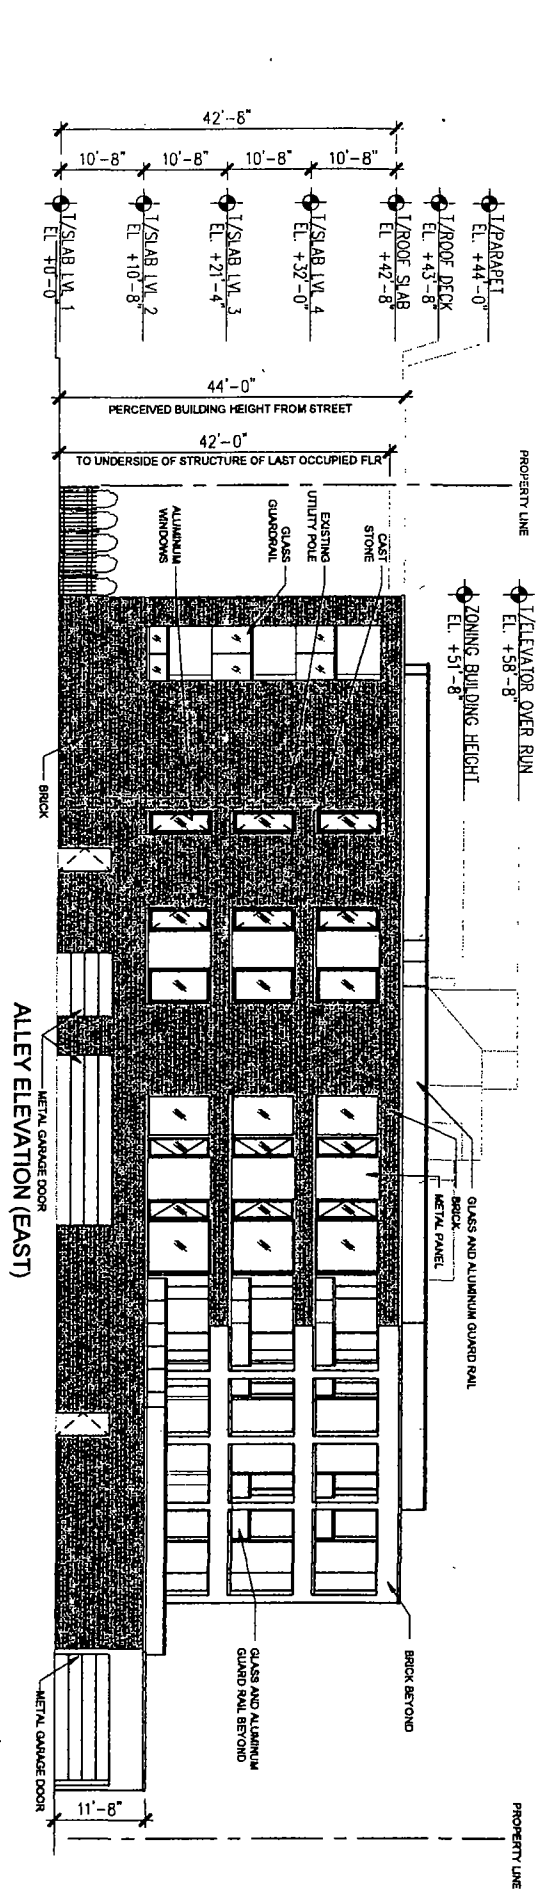 42'-8"
10'-8"
10'-8"
10'-8"
10'-8"
T/PARAPET
EL. +44'-0"
T/ROOF DECK
EL. +43'-8"
T/ROOF SLAB
EL. +42'-8"
T/SLAB LVL 4
EL. +32'-0"
T/SLAB LVL 3
EL. +21'-4"
T/SLAB LVL 2
EL. +10'-8"
T/SLAB LVL 1
EL. +0'-0
44'-0"
PERCEIVED BUILDING HEIGHT FROM STREET
42'-0"
TO UNDERSIDE OF STRUCTURE OF LAST OCCUPIED FLR
PROPERTY LINE
T/ELEVATOR OVER RUN
EL. +58'-8"
ZONING BUILDING HEIGHT
EL. +51'-8"
CAST
STONE
EXISTING
UTILITY POLE
GLASS
GUARDRAIL
ALUMINUM
WINDOWS
BRICK
METAL GARAGE DOOR
GLASS AND ALUMINUM GUARD RAIL
BRICK
METAL PANEL
BRICK BEYOND
GLASS AND ALUMINUM
GUARD RAIL BEYOND
METAL GARAGE DOOR
11'-8"
PROPERTY LINE
ALLEY ELEVATION (EAST)